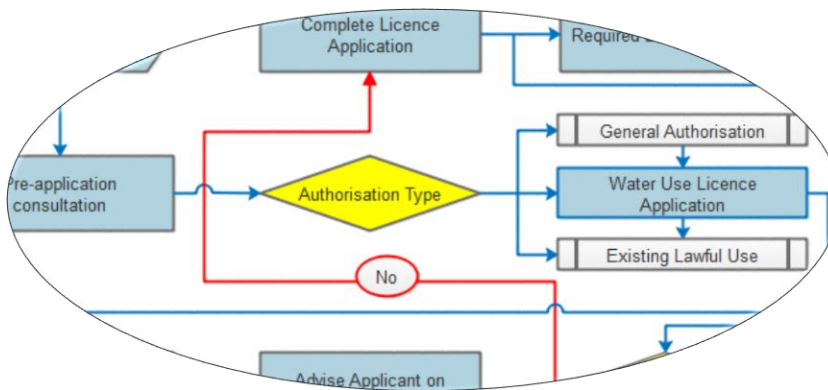 Complete Licence
Application
Required
General Authorisation
Pre-application
consultation
Authorisation Type
Water Use Licence
Application
Existing Lawful Use
No
Advise Applicant on